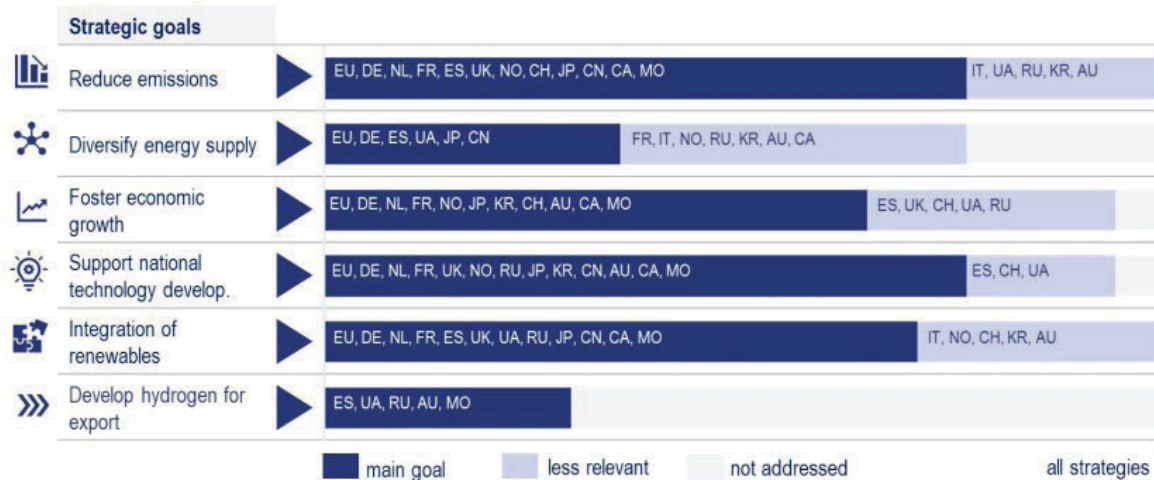 Strategic goals
Reduce emissions
EU, DE, NL, FR, ES, UK, NO, CH, JP, CN, CA, MO
IT, UA, RU, KR, AU
Diversify energy supply
EU, DE, ES, UA, JP, CN
FR, IT, NO, RU, KR, AU, CA
Foster economic
growth
EU, DE, NL, FR, NO, JP, KR, CH, AU, CA, MO
ES, UK, CH, UA, RU
Support national
technology develop.
EU, DE, NL, FR, UK, NO, RU, JP, KR, CN, AU, CA, MO
ES, CH, UA
Integration of
renewables
EU, DE, NL, FR, ES, UK, UA, RU, JP, CN, CA, MO
IT, NO, CH, KR, AU
Develop hydrogen for
export
ES, UA, RU, AU, MO
main goal
less relevant
not addressed
all strategies